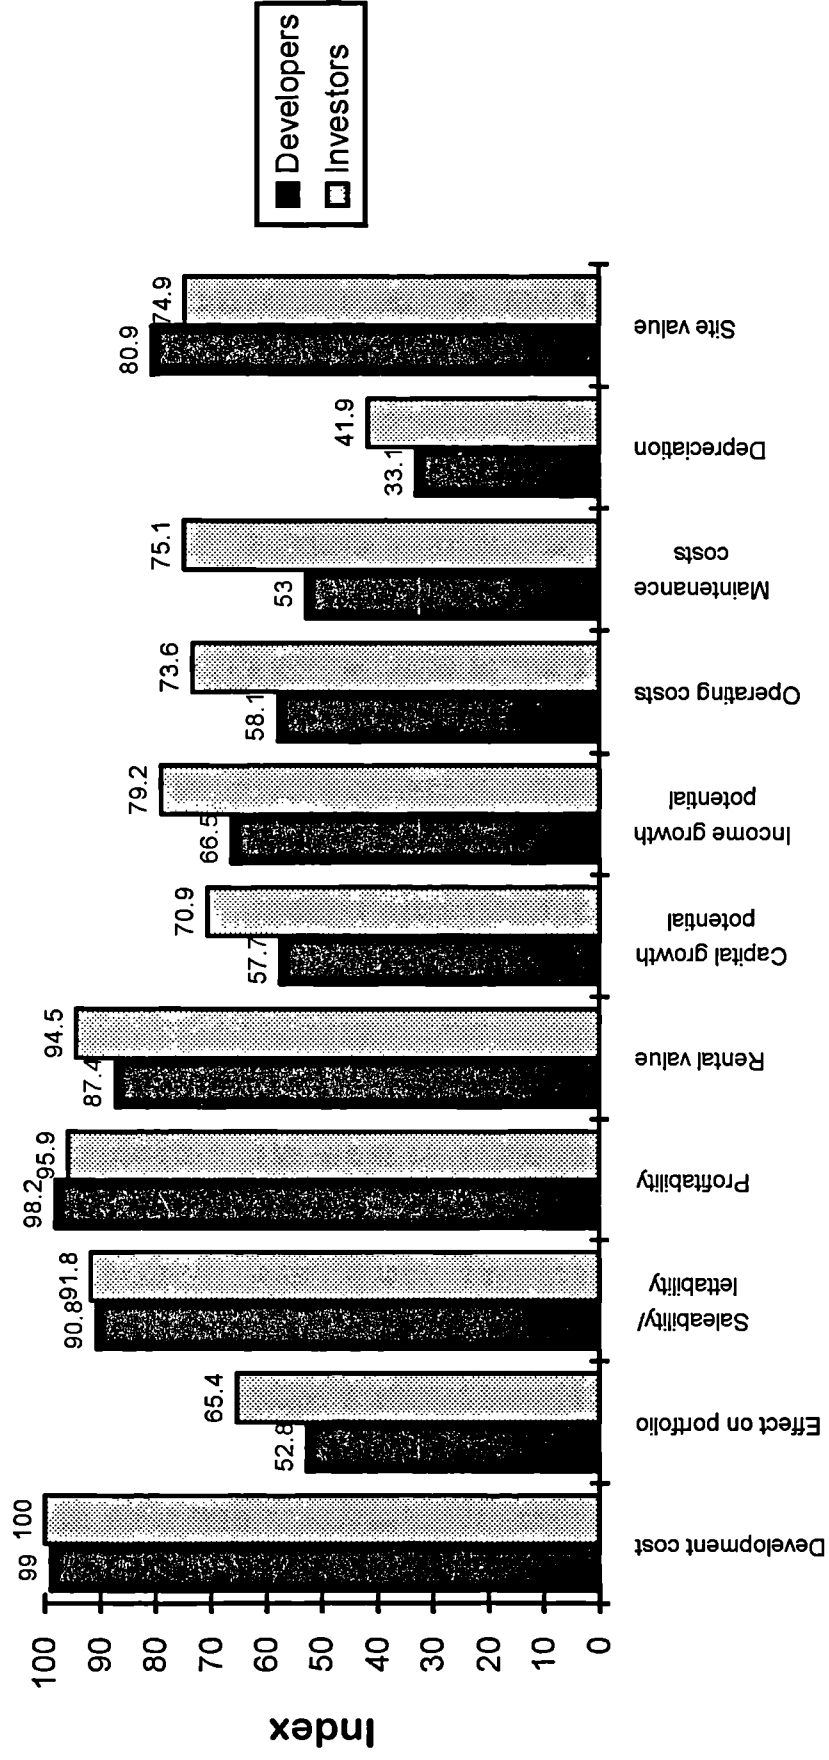 Developers
Investors
99
100
52.8
65.4
90.8
91.8
98.2
95.9
87.4
94.5
57.7
70.9
66.5
79.2
58.1
73.6
53
75.1
33.1
41.9
80.9
74.9
100
90
80
70
60
50
40
30
20
10
0
Index
Development cost
Effect on portfolio
Saleability/
lettability
Profitability
Rental value
Capital growth
potential
Income growth
potential
Operating costs
Maintenance
costs
Depreciation
Site value